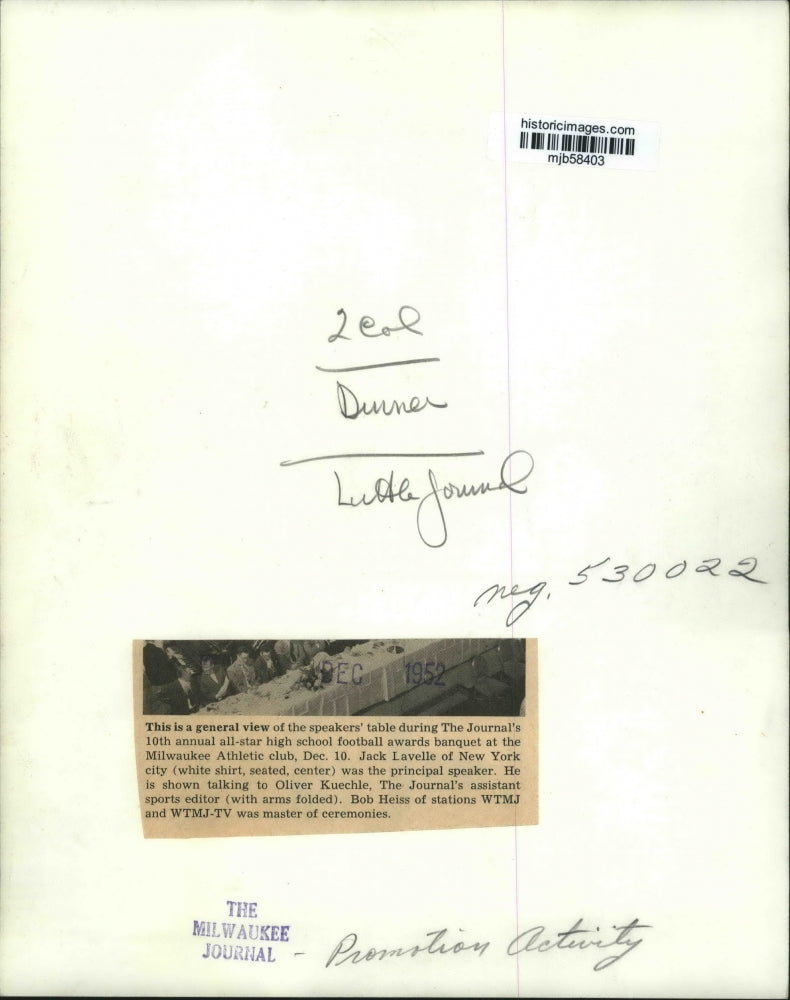 historicimages.com
mjb58403
2 Col
Dinner
Little Journal
neg. 530022
DEC 1952
This is a general view of the speakers' table during The Journal's
10th annual all-star high school football awards banquet at the
Milwaukee Athletic club, Dec. 10. Jack Lavelle of New York
city (white shirt, seated, center) was the principal speaker. He
is shown talking to Oliver Kuechle, The Journal's assistant
sports editor (with arms folded). Bob Heiss of stations WTMJ
and WTMJ-TV was master of ceremonies.
THE
MILWAUKEE
JOURNAL - Promotion Activity